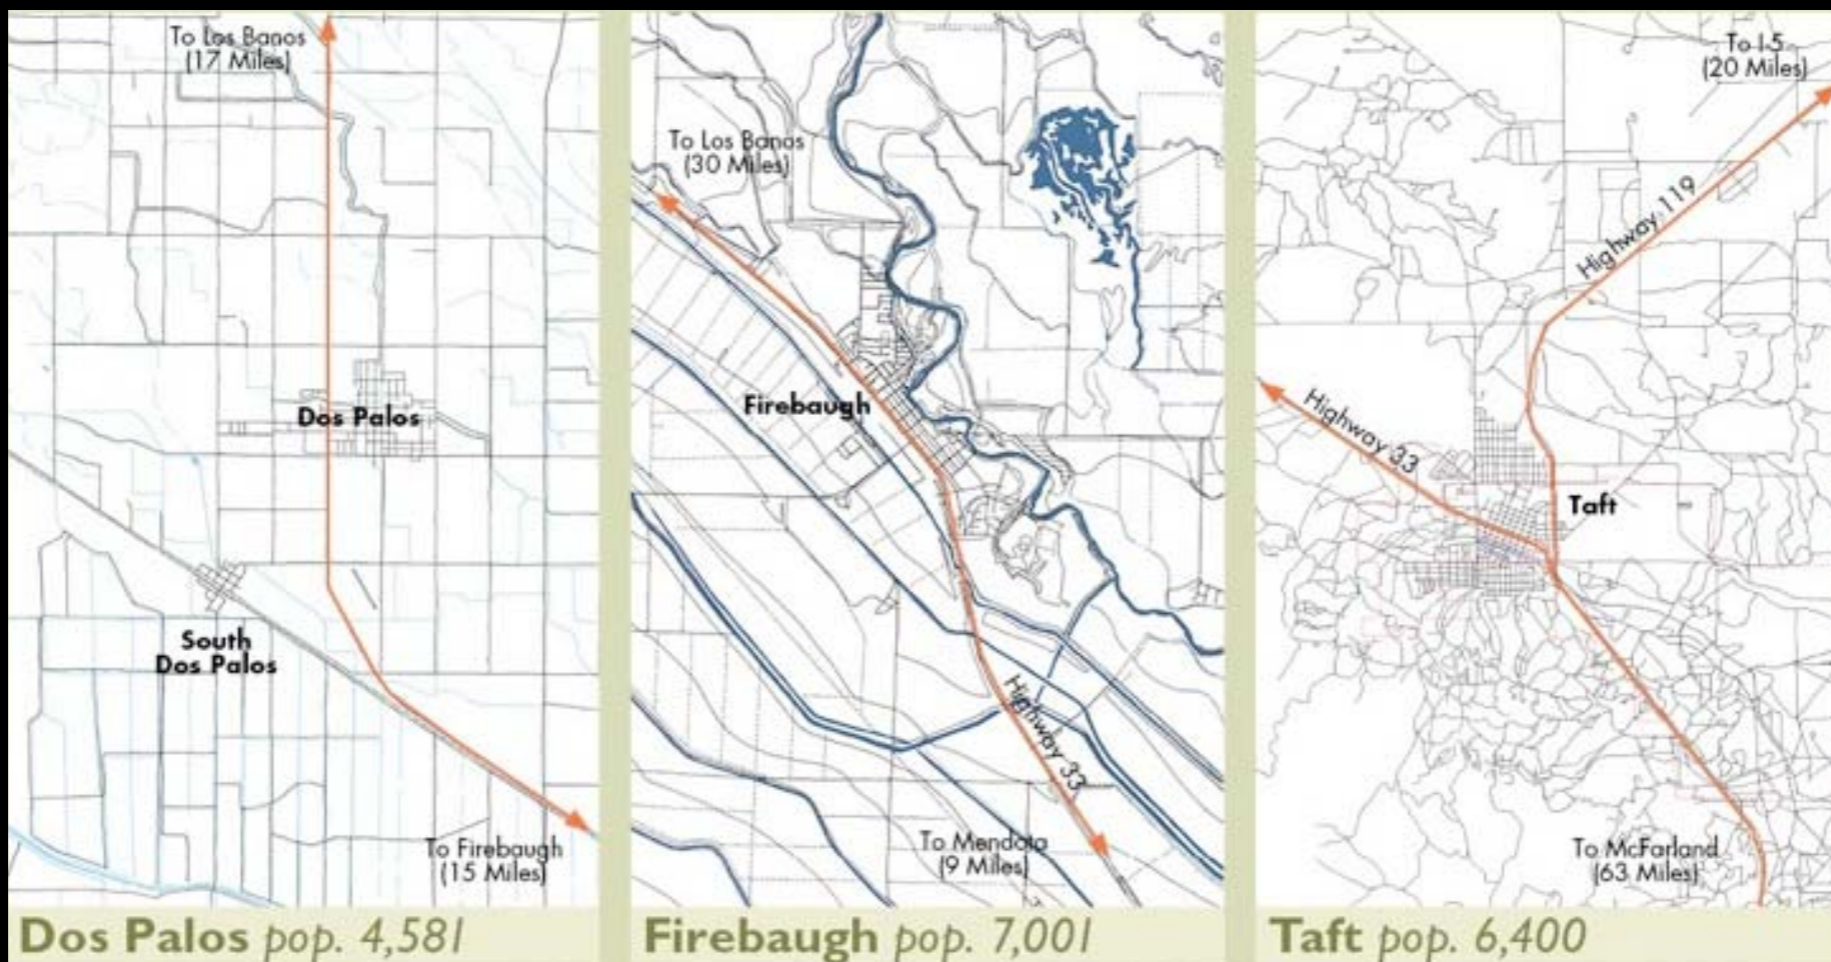 To Los Banos
(17 Miles)
Dos Palos
South
Dos Palos
To Firebaugh
(15 Miles)
Dos Palos pop. 4,581
To Los Banos
(30 Miles)
Firebaugh
Highway 33
To Mendota
(9 Miles)
Firebaugh pop. 7,001
To I-5
(20 Miles)
Highway 119
Highway 33
Taft
To McFarland
(63 Miles)
Taft pop. 6,400